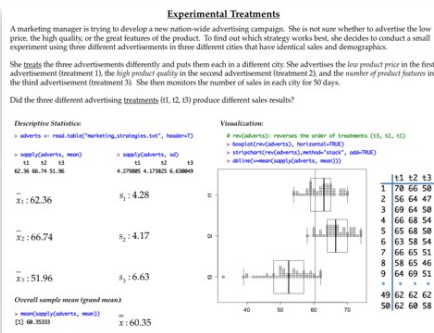 Experimental Treatments
A marketing manager is trying to develop a new nation-wide advertising campaign. She is not sure whether to advertise the low
price, the high quality, or the great features of the product. To find out which strategy works best, she decides to conduct a small
experiment using three different advertisements in three different cities that have identical sales and demographics.
She treats the three advertisements differently and puts them each in a different city. She advertises the low product price in the first
advertisement (treatment 1), the high product quality in the second advertisement (treatment 2), and the number of product features in
the third advertisement (treatment 3). She then monitors the number of sales in each city for 50 days.
Did the three different advertising treatments (t1, t2, t3) produce different sales results?
Descriptive Statistics:
> adverts <- read.table("marketing_strategies.txt", header=T)
> sapply(adverts, mean)
t1 t2 t3
62.36 66.74 51.96
> sapply(adverts, sd)
t1 t2 t3
4.279805 4.173825 6.630049
x̄1 : 62.36
s1 : 4.28
x̄2 : 66.74
s2 : 4.17
x̄3 : 51.96
s3 : 6.63
Overall sample mean (grand mean):
> mean(sapply(adverts, mean))
[1] 60.35333
x̄ : 60.35
Visualization:
# rev(adverts): reverses the order of treatments (t3, t2, t1)
> boxplot(rev(adverts), horizontal=TRUE)
> stripchart(rev(adverts),method="stack", add=TRUE)
> abline(v=mean(sapply(adverts, mean)))
t1
t2
t3
40 50 60 70
t1 t2 t3
1 70 66 50
2 56 64 47
3 69 64 50
4 66 68 54
5 65 68 50
6 63 58 54
7 66 65 51
8 58 65 46
9 64 69 51
49 62 62 62
50 62 60 58